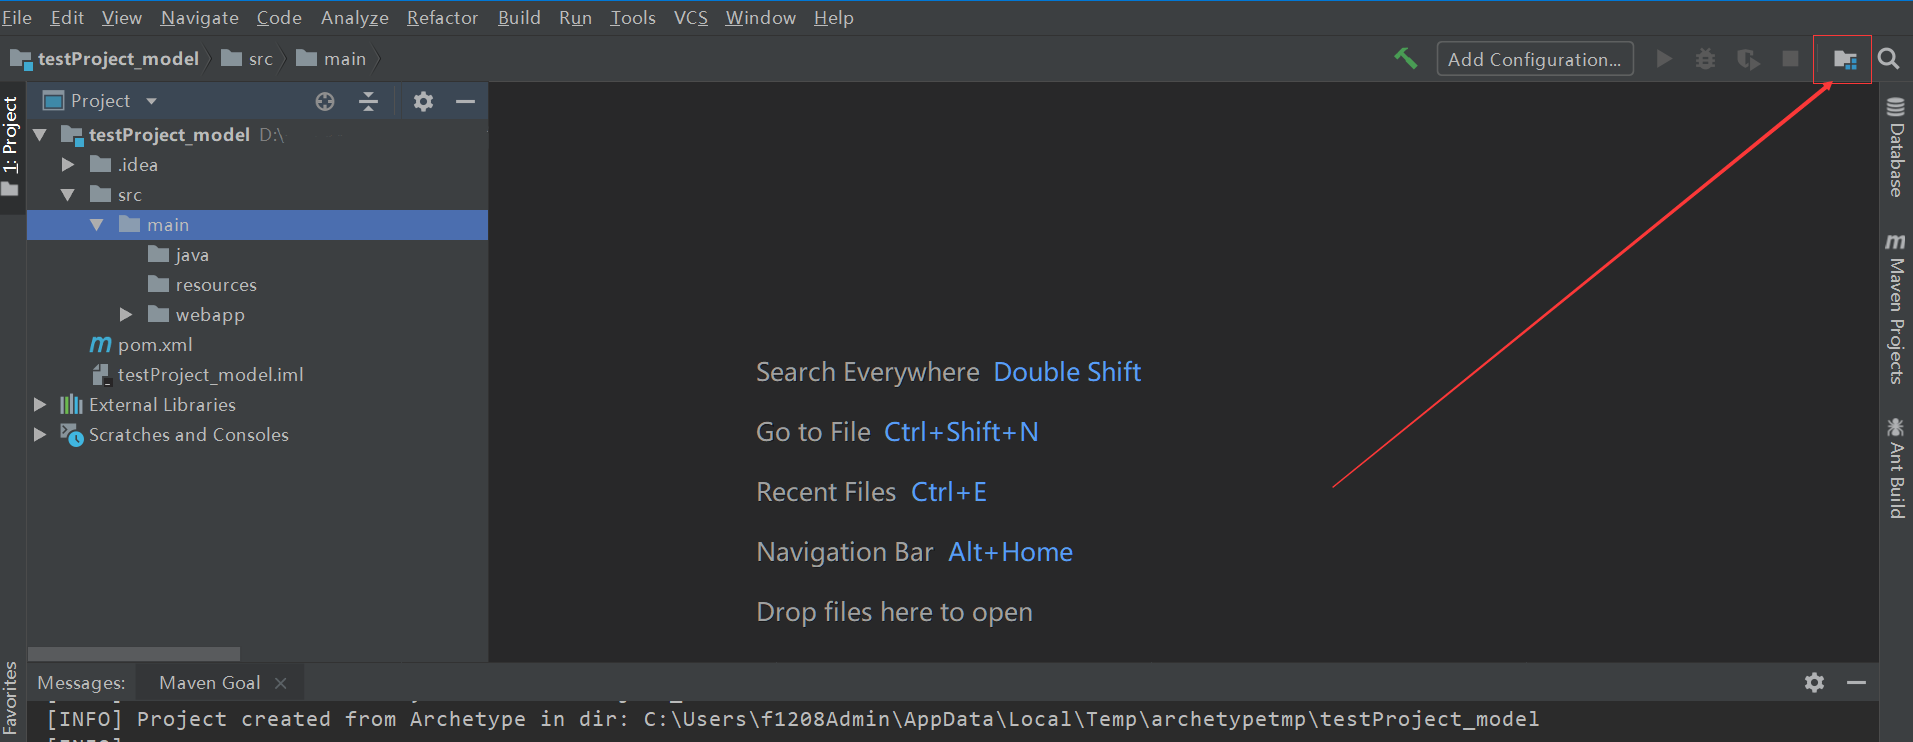 File Edit View Navigate Code Analyze Refactor Build Run Tools VCS Window Help
testProject_model src main
Add Configuration...
1: Project
Project
testProject_model D:\
.idea
src
main
java
resources
webapp
pom.xml
testProject_model.iml
External Libraries
Scratches and Consoles
Search Everywhere Double Shift
Go to File Ctrl+Shift+N
Recent Files Ctrl+E
Navigation Bar Alt+Home
Drop files here to open
Database
Maven Projects
Ant Build
Favorites
Messages: Maven Goal
[INFO] Project created from Archetype in dir: C:\Users\f1208Admin\AppData\Local\Temp\archetypetmp\testProject_model
[INFO]